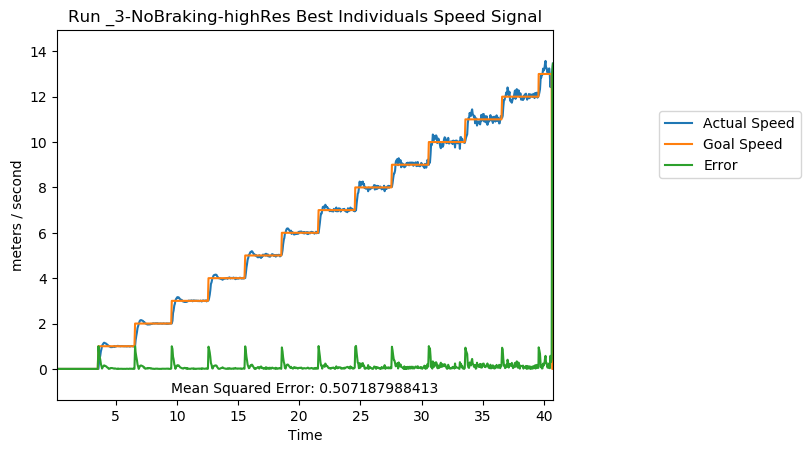 Run _3-NoBraking-highRes Best Individuals Speed Signal
meters / second
14
12
10
8
6
4
2
0
Actual Speed
Goal Speed
Error
Mean Squared Error: 0.507187988413
5 10 15 20 25 30 35 40
Time